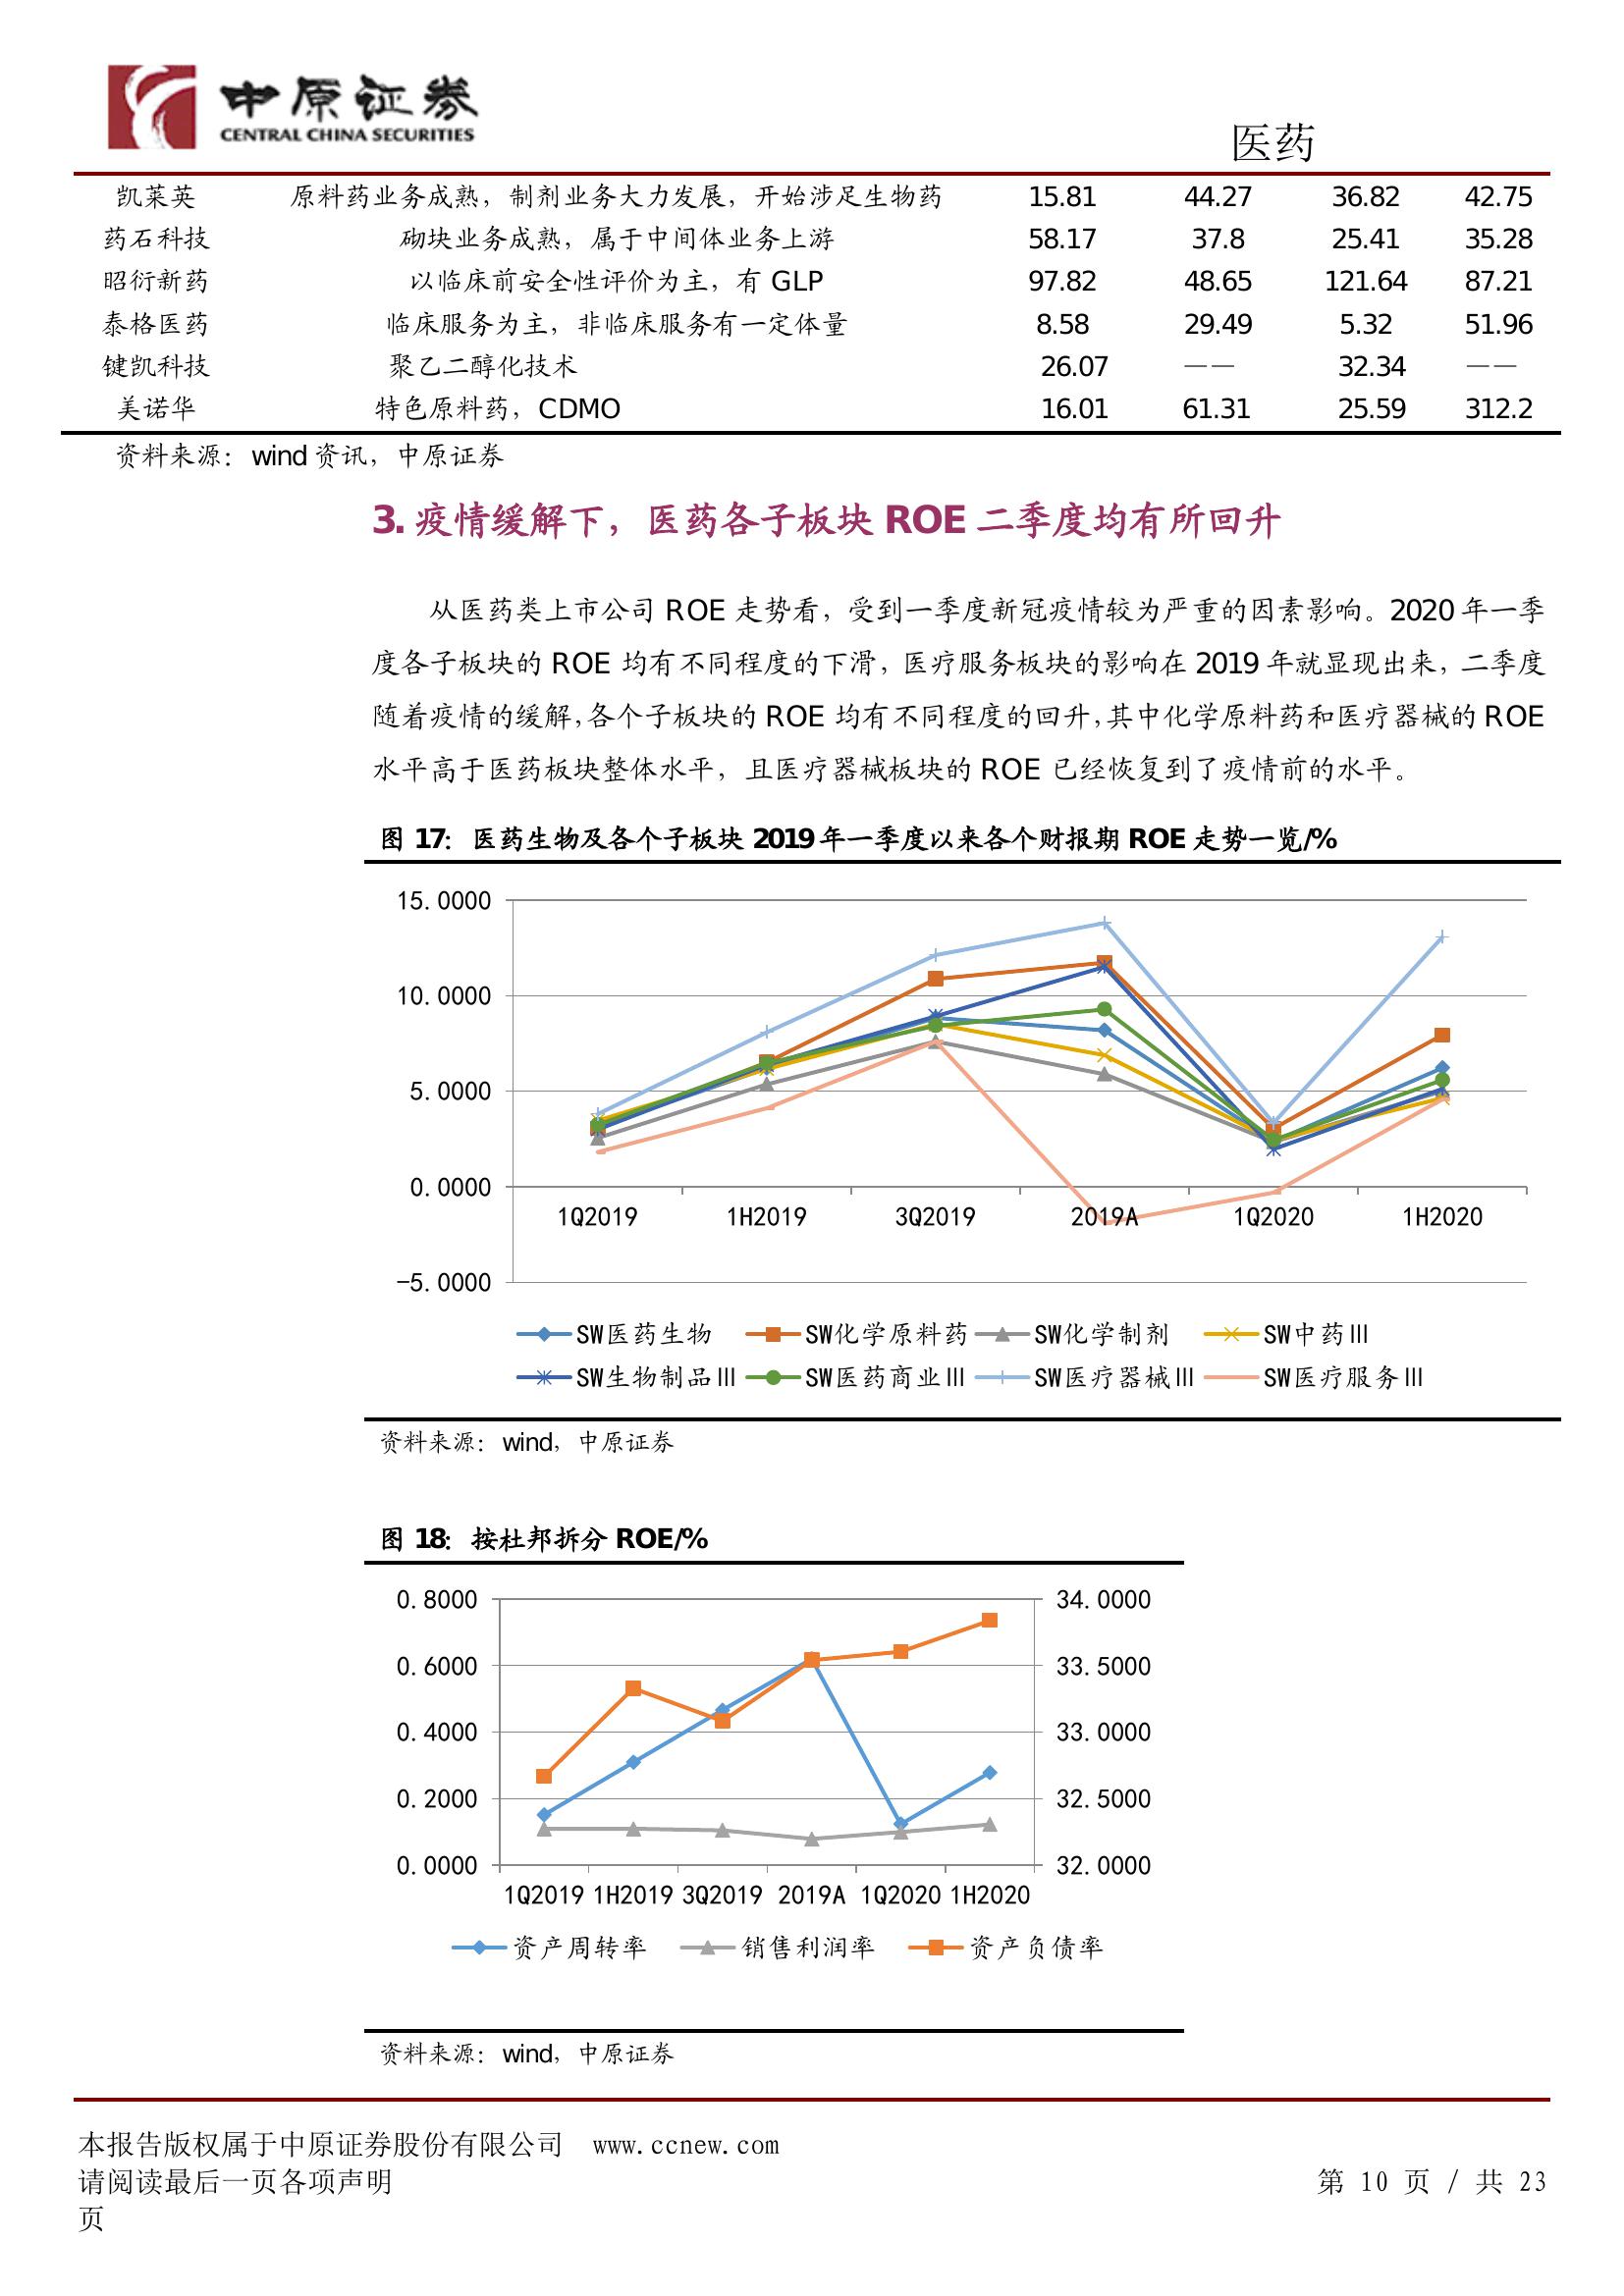 中原证券
CENTRAL CHINA SECURITIES
医药
凯莱英 原料药业务成熟，制剂业务大力发展，开始涉足生物药 15.81 44.27 36.82 42.75
药石科技 砌块业务成熟，属于中间体业务上游 58.17 37.8 25.41 35.28
昭衍新药 以临床前安全性评价为主，有 GLP 97.82 48.65 121.64 87.21
泰格医药 临床服务为主，非临床服务有一定体量 8.58 29.49 5.32 51.96
键凯科技 聚乙二醇化技术 26.07 —— 32.34 ——
美诺华 特色原料药，CDMO 16.01 61.31 25.59 312.2
资料来源：wind 资讯，中原证券
3. 疫情缓解下，医药各子板块 ROE 二季度均有所回升
从医药类上市公司 ROE 走势看，受到一季度新冠疫情较为严重的因素影响。2020 年一季
度各子板块的 ROE 均有不同程度的下滑，医疗服务板块的影响在 2019 年就显现出来，二季度
随着疫情的缓解，各个子板块的 ROE 均有不同程度的回升，其中化学原料药和医疗器械的 ROE
水平高于医药板块整体水平，且医疗器械板块的 ROE 已经恢复到了疫情前的水平。
图 17：医药生物及各个子板块 2019 年一季度以来各个财报期 ROE 走势一览/%
15.0000
10.0000
5.0000
0.0000
-5.0000
1Q2019 1H2019 3Q2019 2019A 1Q2020 1H2020
SW医药生物 SW化学原料药 SW化学制剂 SW中药Ⅲ
SW生物制品Ⅲ SW医药商业Ⅲ SW医疗器械Ⅲ SW医疗服务Ⅲ
资料来源：wind，中原证券
图 18：按杜邦拆分 ROE/%
0.8000 34.0000
0.6000 33.5000
0.4000 33.0000
0.2000 32.5000
0.0000 32.0000
1Q2019 1H2019 3Q2019 2019A 1Q2020 1H2020
资产周转率 销售利润率 资产负债率
资料来源：wind，中原证券
本报告版权属于中原证券股份有限公司 www.ccnew.com
请阅读最后一页各项声明 第 10 页 / 共 23
页